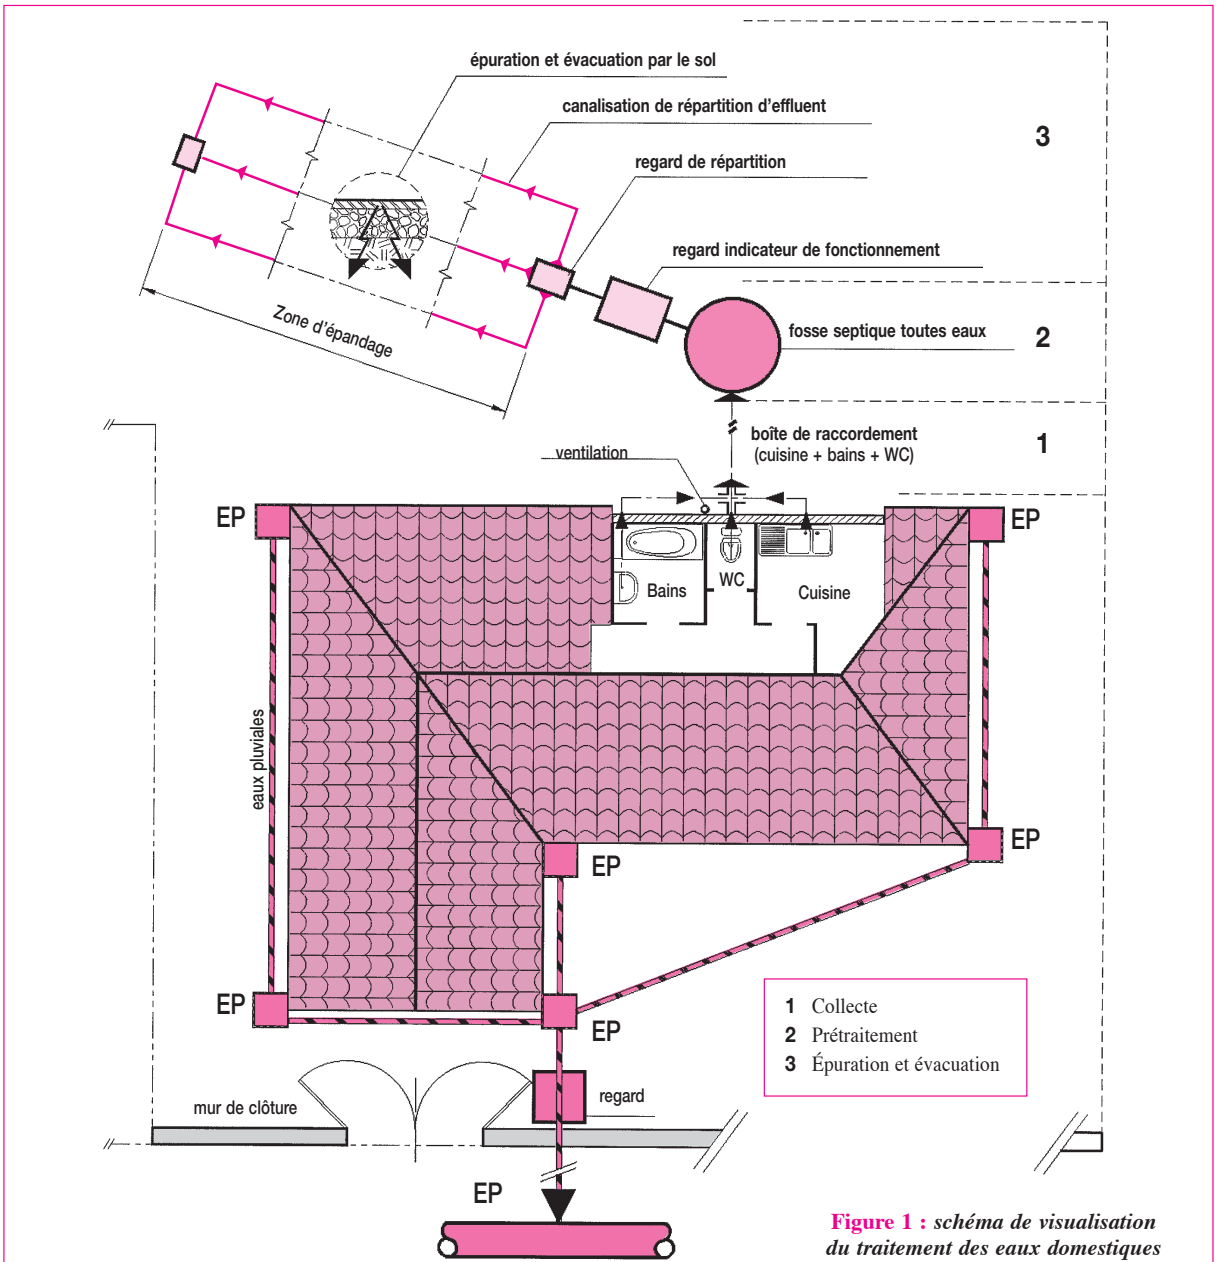 épuration et évacuation par le sol
canalisation de répartition d'effluent
3
regard de répartition
regard indicateur de fonctionnement
Zone d'épandage
fosse septique toutes eaux
2
boîte de raccordement
(cuisine + bains + WC)
1
ventilation
EP
EP
Bains
WC
Cuisine
eaux pluviales
EP
EP
EP
EP
1 Collecte
2 Prétraitement
3 Épuration et évacuation
regard
mur de clôture
EP
Figure 1 : schéma de visualisation
du traitement des eaux domestiques